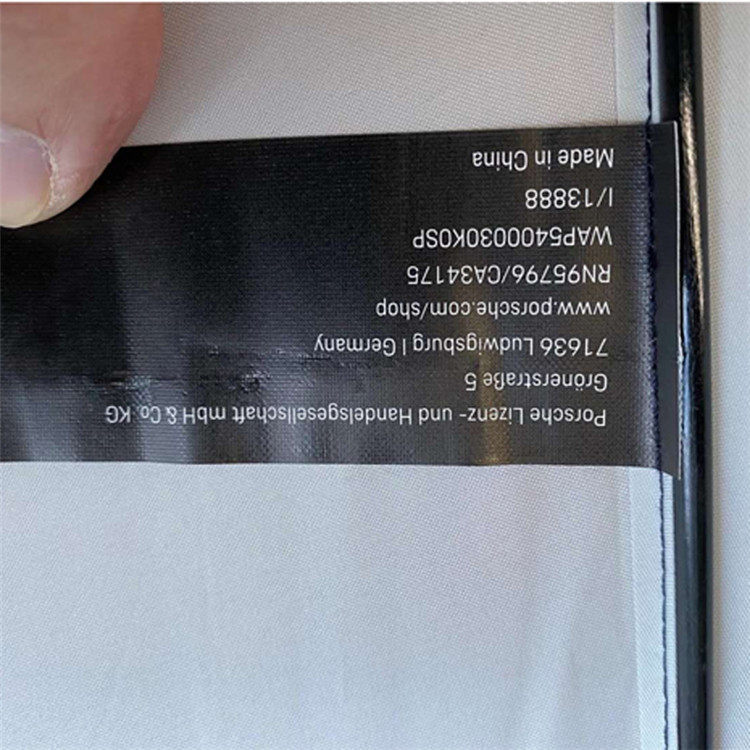 Porsche Lizenz- und Handelsgesellschaft mbH & Co. KG
Grönerstraße 5
71636 Ludwigsburg | Germany
www.porsche.com/shop
RN95796/CA34175
WAP5400030K0SP
I/13888
Made in China